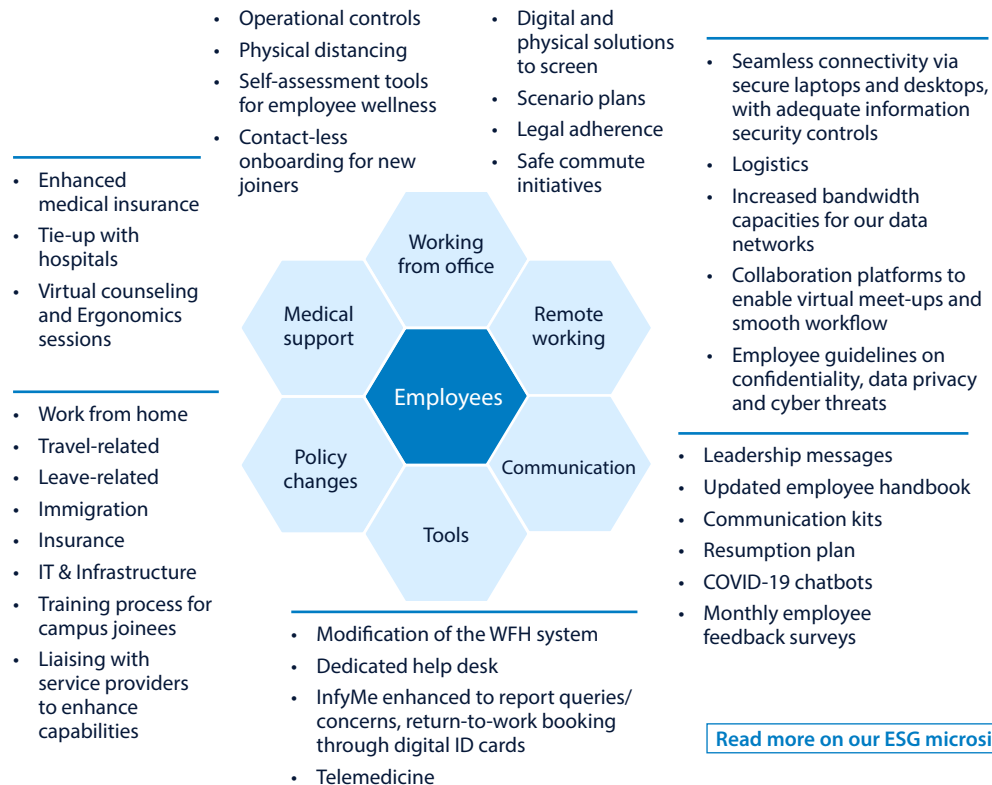 • Operational controls
• Physical distancing
• Self-assessment tools
for employee wellness
• Contact-less
onboarding for new
joiners
• Digital and
physical solutions
to screen
• Scenario plans
• Legal adherence
• Safe commute
initiatives
• Seamless connectivity via
secure laptops and desktops,
with adequate information
security controls
• Logistics
• Increased bandwidth
capacities for our data
networks
• Collaboration platforms to
enable virtual meet-ups and
smooth workflow
• Employee guidelines on
confidentiality, data privacy
and cyber threats
• Enhanced
medical insurance
• Tie-up with
hospitals
• Virtual counseling
and Ergonomics
sessions
Working
from office
Medical
support
Remote
working
Employees
Policy
changes
Communication
Tools
• Work from home
• Travel-related
• Leave-related
• Immigration
• Insurance
• IT & Infrastructure
• Training process for
campus joinees
• Liaising with
service providers
to enhance
capabilities
• Leadership messages
• Updated employee handbook
• Communication kits
• Resumption plan
• COVID-19 chatbots
• Monthly employee
feedback surveys
• Modification of the WFH system
• Dedicated help desk
• InfyMe enhanced to report queries/
concerns, return-to-work booking
through digital ID cards
• Telemedicine
Read more on our ESG microsi